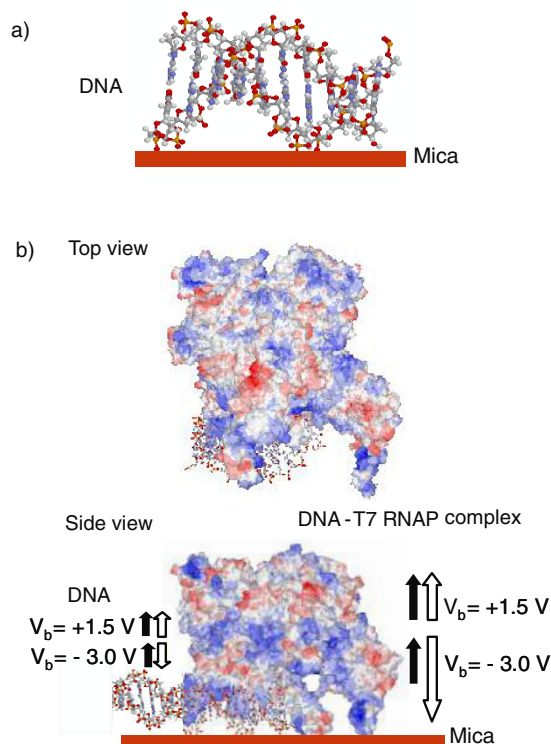 a)
DNA
Mica
b)
Top view
Side view
DNA - T7 RNAP complex
DNA
V_b = +1.5 V
V_b = - 3.0 V
V_b = +1.5 V
V_b = - 3.0 V
Mica